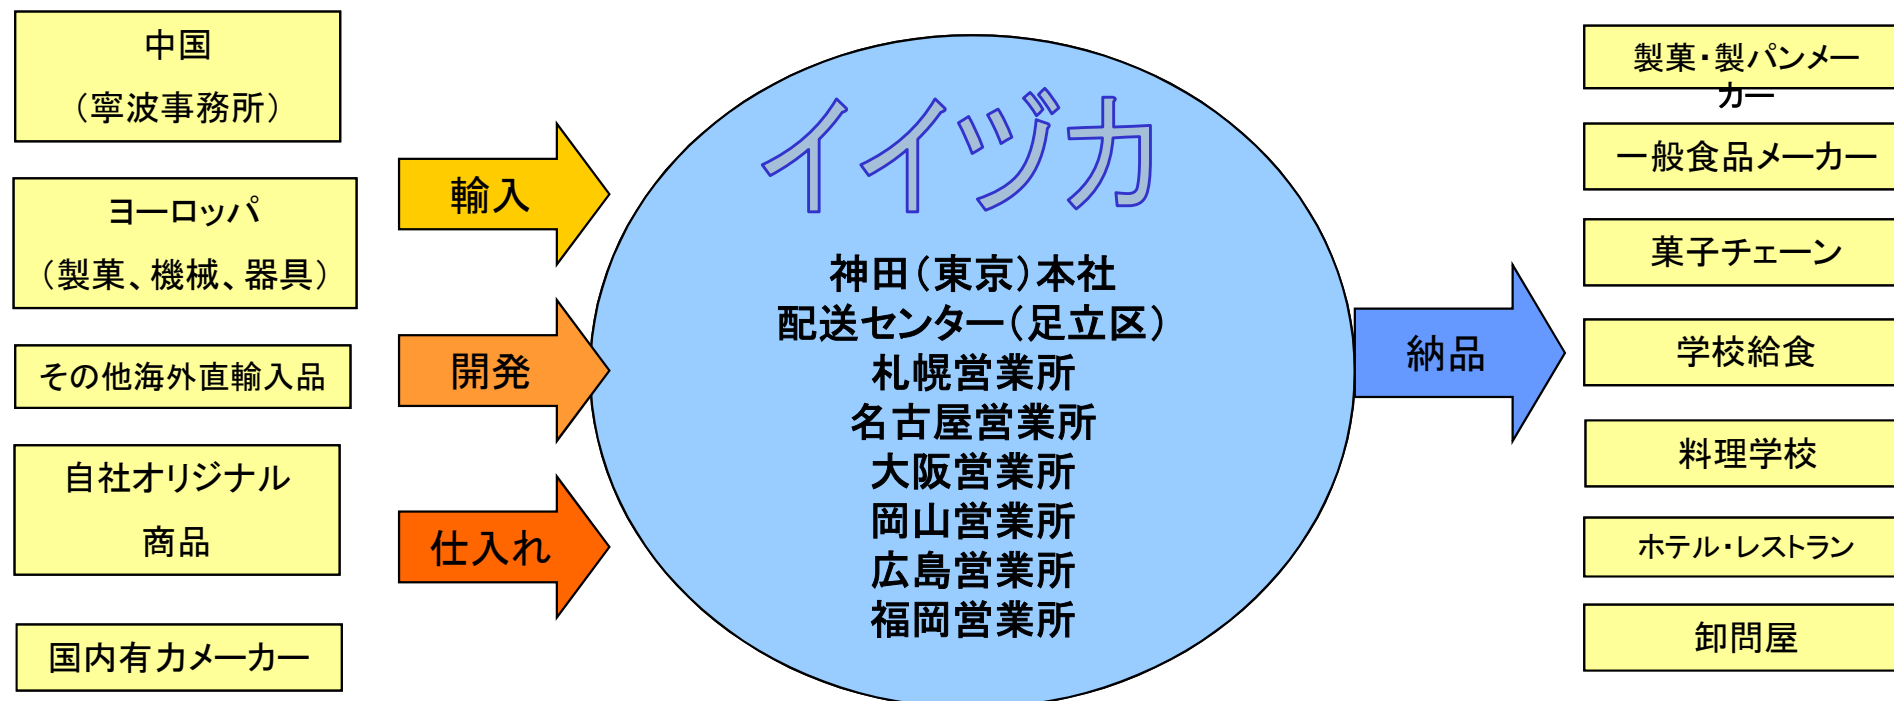 中国
（寧波事務所）
ヨーロッパ
（製菓、機械、器具）
その他海外直輸入品
自社オリジナル
商品
国内有力メーカー
輸入
開発
仕入れ
イイヅカ
神田（東京）本社
配送センター（足立区）
札幌営業所
名古屋営業所
大阪営業所
岡山営業所
広島営業所
福岡営業所
納品
製菓・製パンメー
カー
一般食品メーカー
菓子チェーン
学校給食
料理学校
ホテル・レストラン
卸問屋